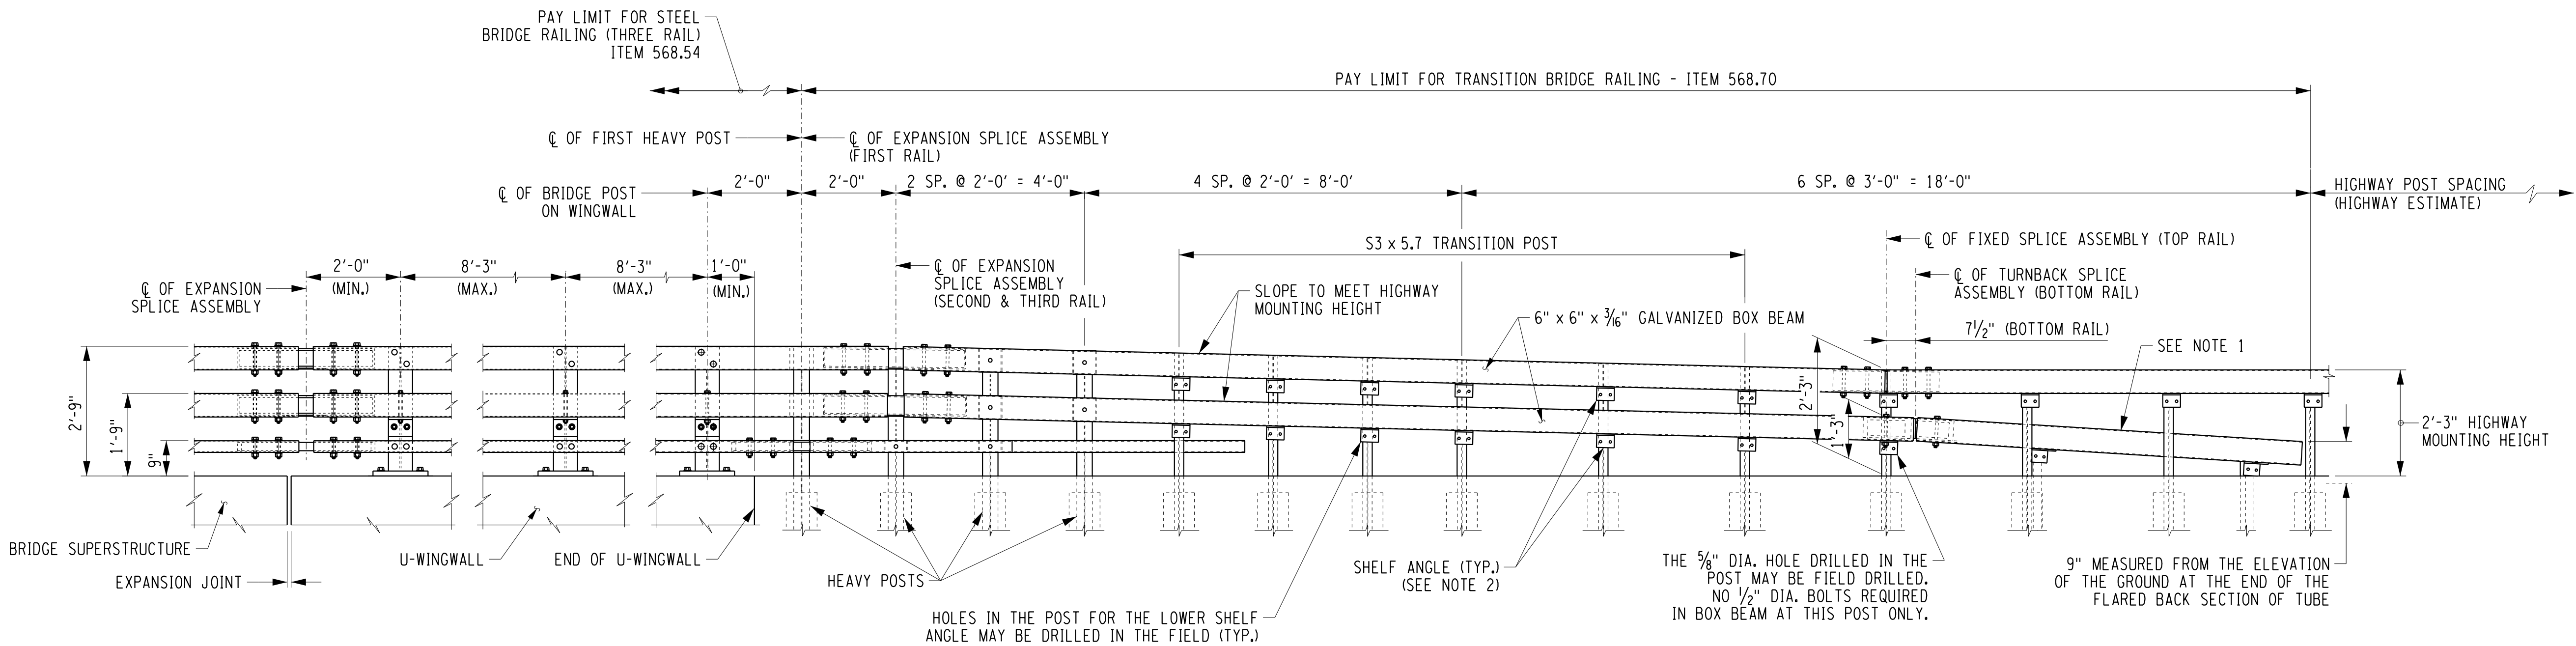 PAY LIMIT FOR STEEL
BRIDGE RAILING (THREE RAIL)
ITEM 568.54
PAY LIMIT FOR TRANSITION BRIDGE RAILING - ITEM 568.70
℄ OF FIRST HEAVY POST
℄ OF EXPANSION SPLICE ASSEMBLY
(FIRST RAIL)
℄ OF BRIDGE POST
ON WINGWALL
2'-0"
2'-0"
2 SP. @ 2'-0' = 4'-0"
4 SP. @ 2'-0' = 8'-0'
6 SP. @ 3'-0" = 18'-0"
HIGHWAY POST SPACING
(HIGHWAY ESTIMATE)
S3 x 5.7 TRANSITION POST
℄ OF FIXED SPLICE ASSEMBLY (TOP RAIL)
℄ OF EXPANSION
SPLICE ASSEMBLY
2'-0"
(MIN.)
8'-3"
(MAX.)
8'-3"
(MAX.)
1'-0"
(MIN.)
℄ OF EXPANSION
SPLICE ASSEMBLY
(SECOND & THIRD RAIL)
SLOPE TO MEET HIGHWAY
MOUNTING HEIGHT
6" x 6" x 3⁄16" GALVANIZED BOX BEAM
℄ OF TURNBACK SPLICE
ASSEMBLY (BOTTOM RAIL)
7½" (BOTTOM RAIL)
SEE NOTE 1
2'-9"
1'-9"
9"
2'-3"
1'-3"
2'-3" HIGHWAY
MOUNTING HEIGHT
BRIDGE SUPERSTRUCTURE
EXPANSION JOINT
U-WINGWALL
END OF U-WINGWALL
HEAVY POSTS
HOLES IN THE POST FOR THE LOWER SHELF
ANGLE MAY BE DRILLED IN THE FIELD (TYP.)
SHELF ANGLE (TYP.)
(SEE NOTE 2)
THE ⅝" DIA. HOLE DRILLED IN THE
POST MAY BE FIELD DRILLED.
NO ½" DIA. BOLTS REQUIRED
IN BOX BEAM AT THIS POST ONLY.
9" MEASURED FROM THE ELEVATION
OF THE GROUND AT THE END OF THE
FLARED BACK SECTION OF TUBE